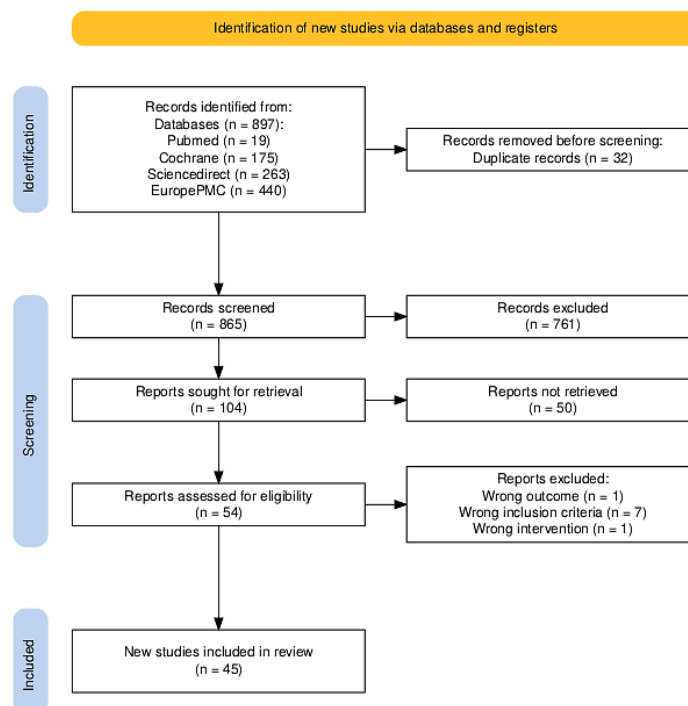 Identification of new studies via databases and registers
Identification
Records identified from:
Databases (n = 897):
Pubmed (n = 19)
Cochrane (n = 175)
Sciencedirect (n = 263)
EuropePMC (n = 440)
Records removed before screening:
Duplicate records (n = 32)
Screening
Records screened
(n = 865)
Records excluded
(n = 761)
Reports sought for retrieval
(n = 104)
Reports not retrieved
(n = 50)
Reports assessed for eligibility
(n = 54)
Reports excluded:
Wrong outcome (n = 1)
Wrong inclusion criteria (n = 7)
Wrong intervention (n = 1)
Included
New studies included in review
(n = 45)